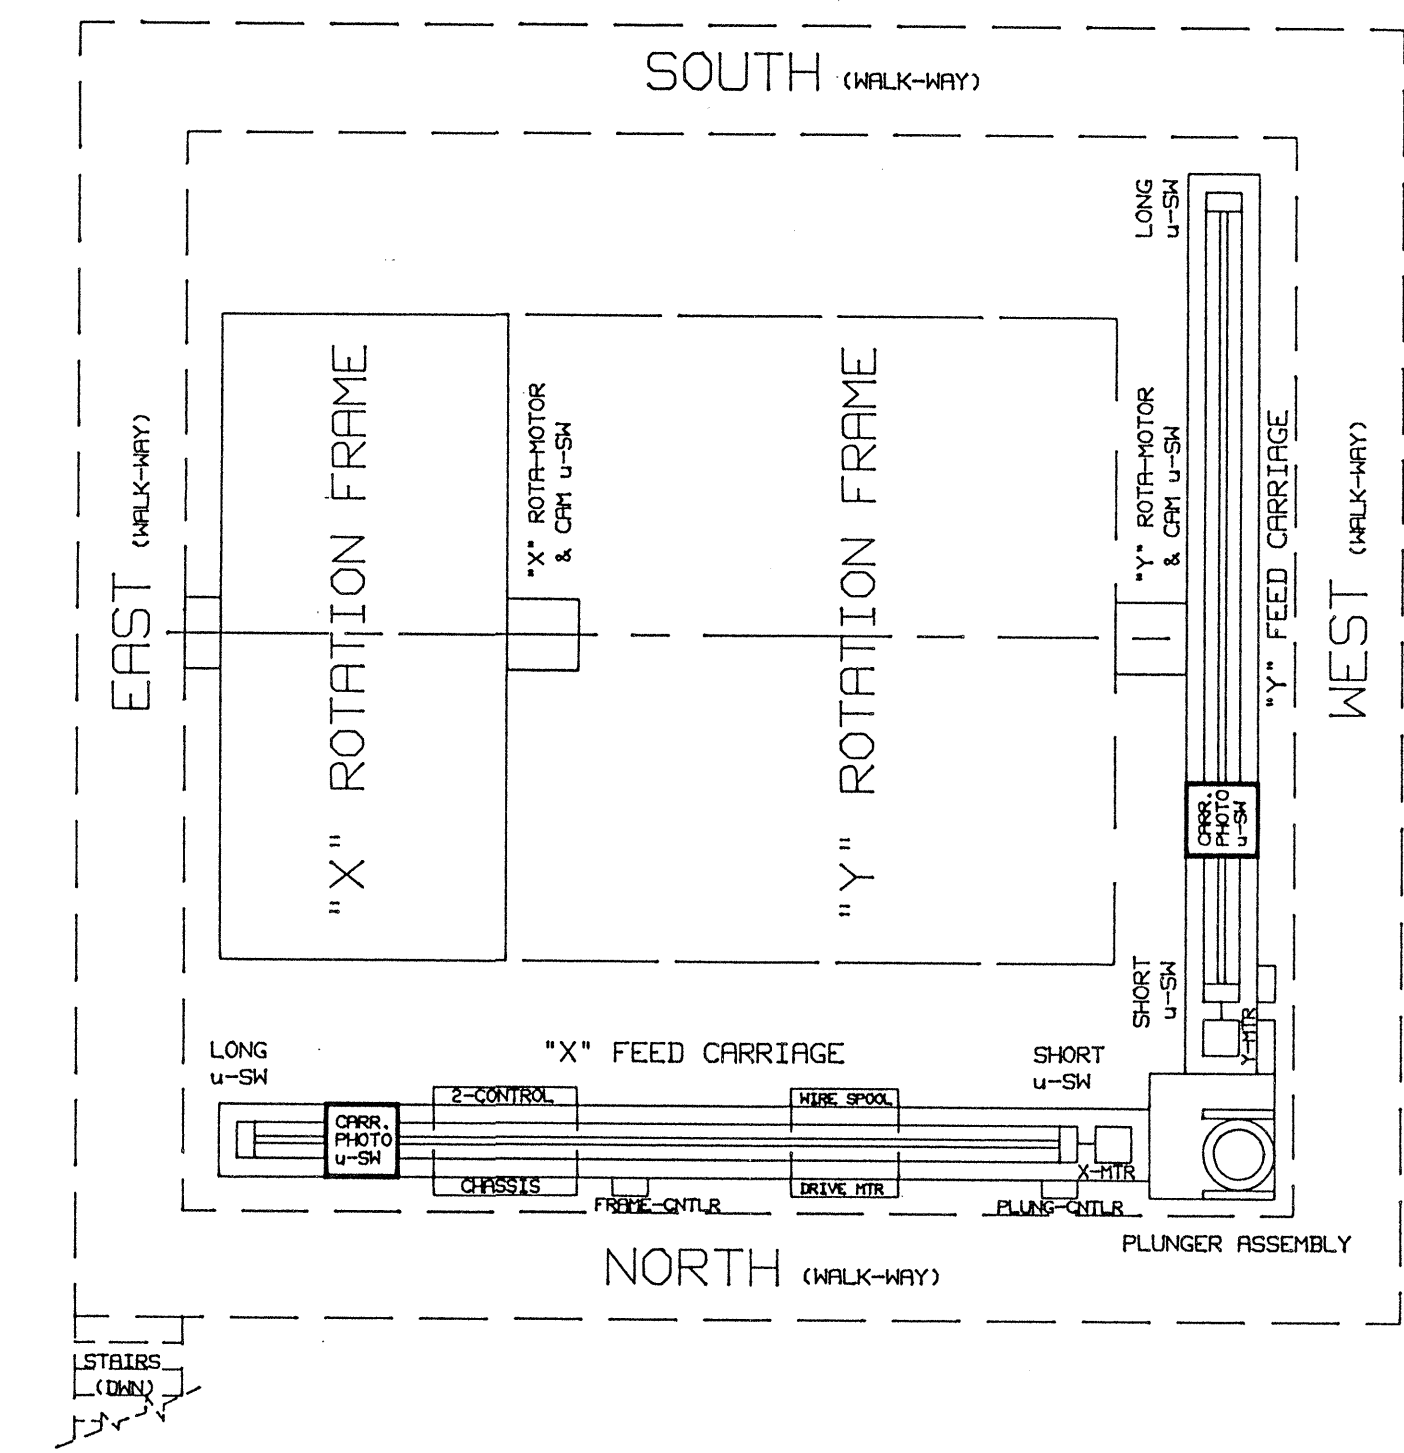 SOUTH (WALK-WAY)
LONG
u-SW
"X" ROTATION FRAME
"X" ROTA-MOTOR
& CAM u-SW
"Y" ROTATION FRAME
"Y" ROTA-MOTOR
& CAM u-SW
"Y" FEED CARRIAGE
EAST (WALK-WAY)
WEST (WALK-WAY)
CARR.
PHOTO
u-SW
SHORT
u-SW
Y-MTR
LONG
u-SW
"X" FEED CARRIAGE
SHORT
u-SW
2-CONTROL
WIRE SPOOL
CARR.
PHOTO
u-SW
X-MTR
CHASSIS
DRIVE MTR
FRAME-CNTLR
PLUNG-CNTLR
PLUNGER ASSEMBLY
NORTH (WALK-WAY)
STAIRS
(DWN)